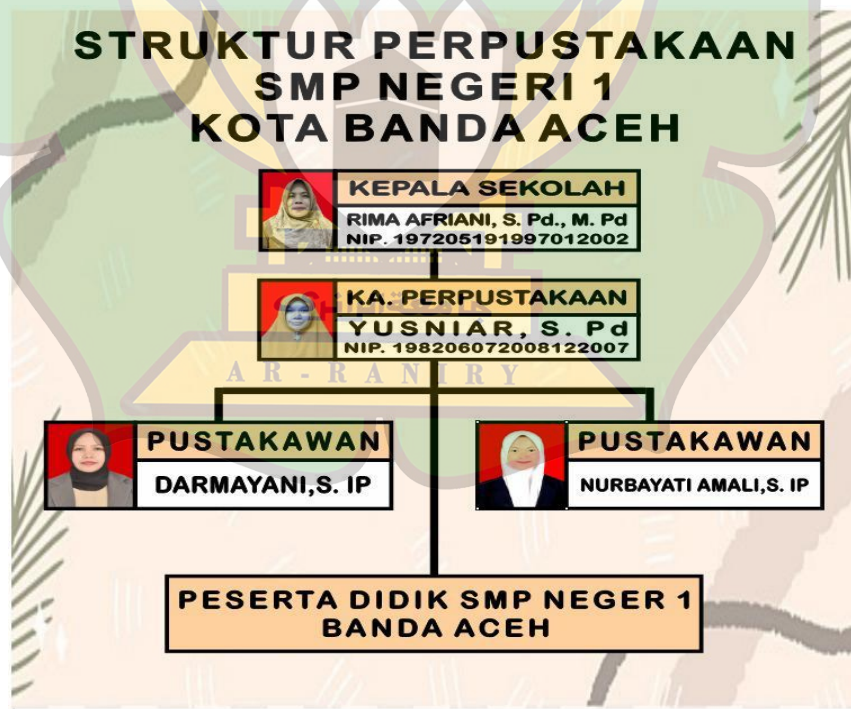 STRUKTUR PERPUSTAKAAN
SMP NEGERI 1
KOTA BANDA ACEH
KEPALA SEKOLAH
RIMA AFRIANI, S. Pd., M. Pd
NIP. 197205191997012002
KA. PERPUSTAKAAN
YUSNIAR, S. Pd
NIP. 198206072008122007
AR-RANIRY
PUSTAKAWAN
DARMAYANI,S. IP
PUSTAKAWAN
NURBAYATI AMALI,S. IP
PESERTA DIDIK SMP NEGER 1
BANDA ACEH